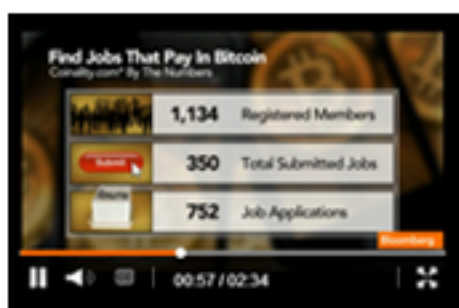 Find Jobs That Pay In Bitcoin
Coinality.com* By The Numbers
1,134 Registered Members
Submit 350 Total Submitted Jobs
Resume
752 Job Applications
Bloomberg
00:57 / 02:34